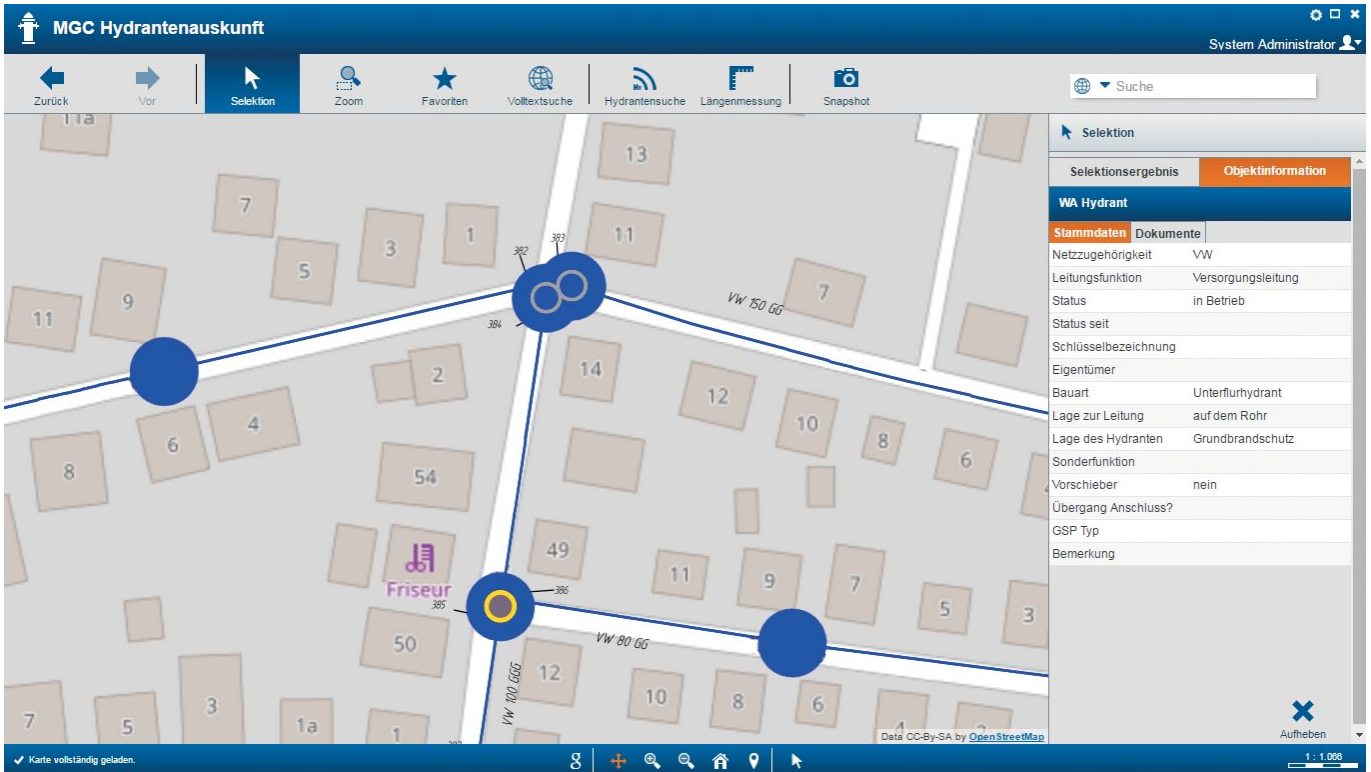 MGC Hydrantenauskunft
System Administrator
Zurück
Vor
Selektion
Zoom
Favoriten
Volltextsuche
Hydrantensuche
Längenmessung
Snapshot
Suche
Selektion
Selektionsergebnis
Objektinformation
WA Hydrant
Stammdaten
Dokumente
Netzzugehörigkeit VW
Leitungsfunktion Versorgungsleitung
Status in Betrieb
Status seit
Schlüsselbezeichnung
Eigentümer
Bauart Unterflurhydrant
Lage zur Leitung auf dem Rohr
Lage des Hydranten Grundbrandschutz
Sonderfunktion
Vorschieber nein
Übergang Anschluss?
GSP Typ
Bemerkung
Aufheben
11a
13
7
3
1
11
5
382
383
9
11
7
VW 150 GG
384
2
14
12
4
10
6
8
6
8
54
49
11
9
7
Friseur
385
386
5
3
50
VW 80 GG
12
VW 100 GGG
10
8
6
7
5
3
1a
1
Data CC-By-SA by OpenStreetMap
Karte vollständig geladen.
g
1 : 1.066